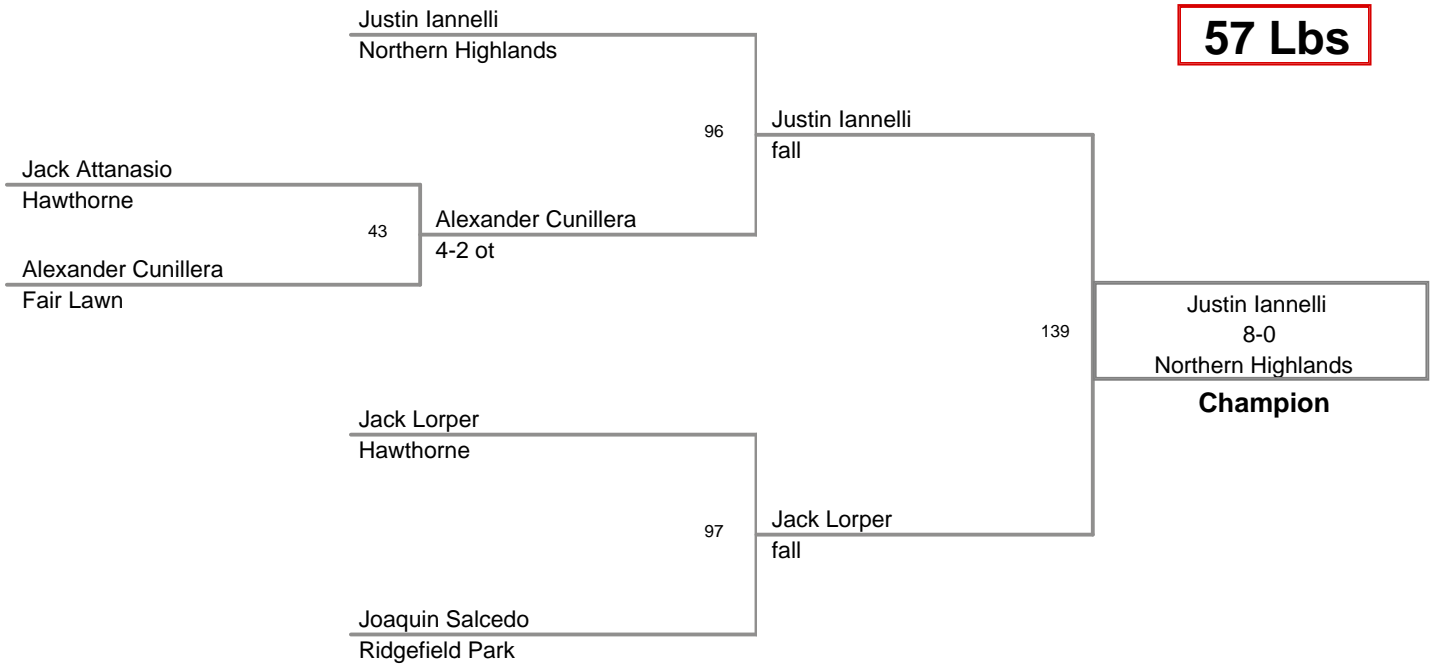 Justin Iannelli
Northern Highlands
57 Lbs
96
Justin Iannelli
fall
Jack Attanasio
Hawthorne
43
Alexander Cunillera
4-2 ot
Alexander Cunillera
Fair Lawn
139
Justin Iannelli
8-0
Northern Highlands
Champion
Jack Lorper
Hawthorne
97
Jack Lorper
fall
Joaquin Salcedo
Ridgefield Park